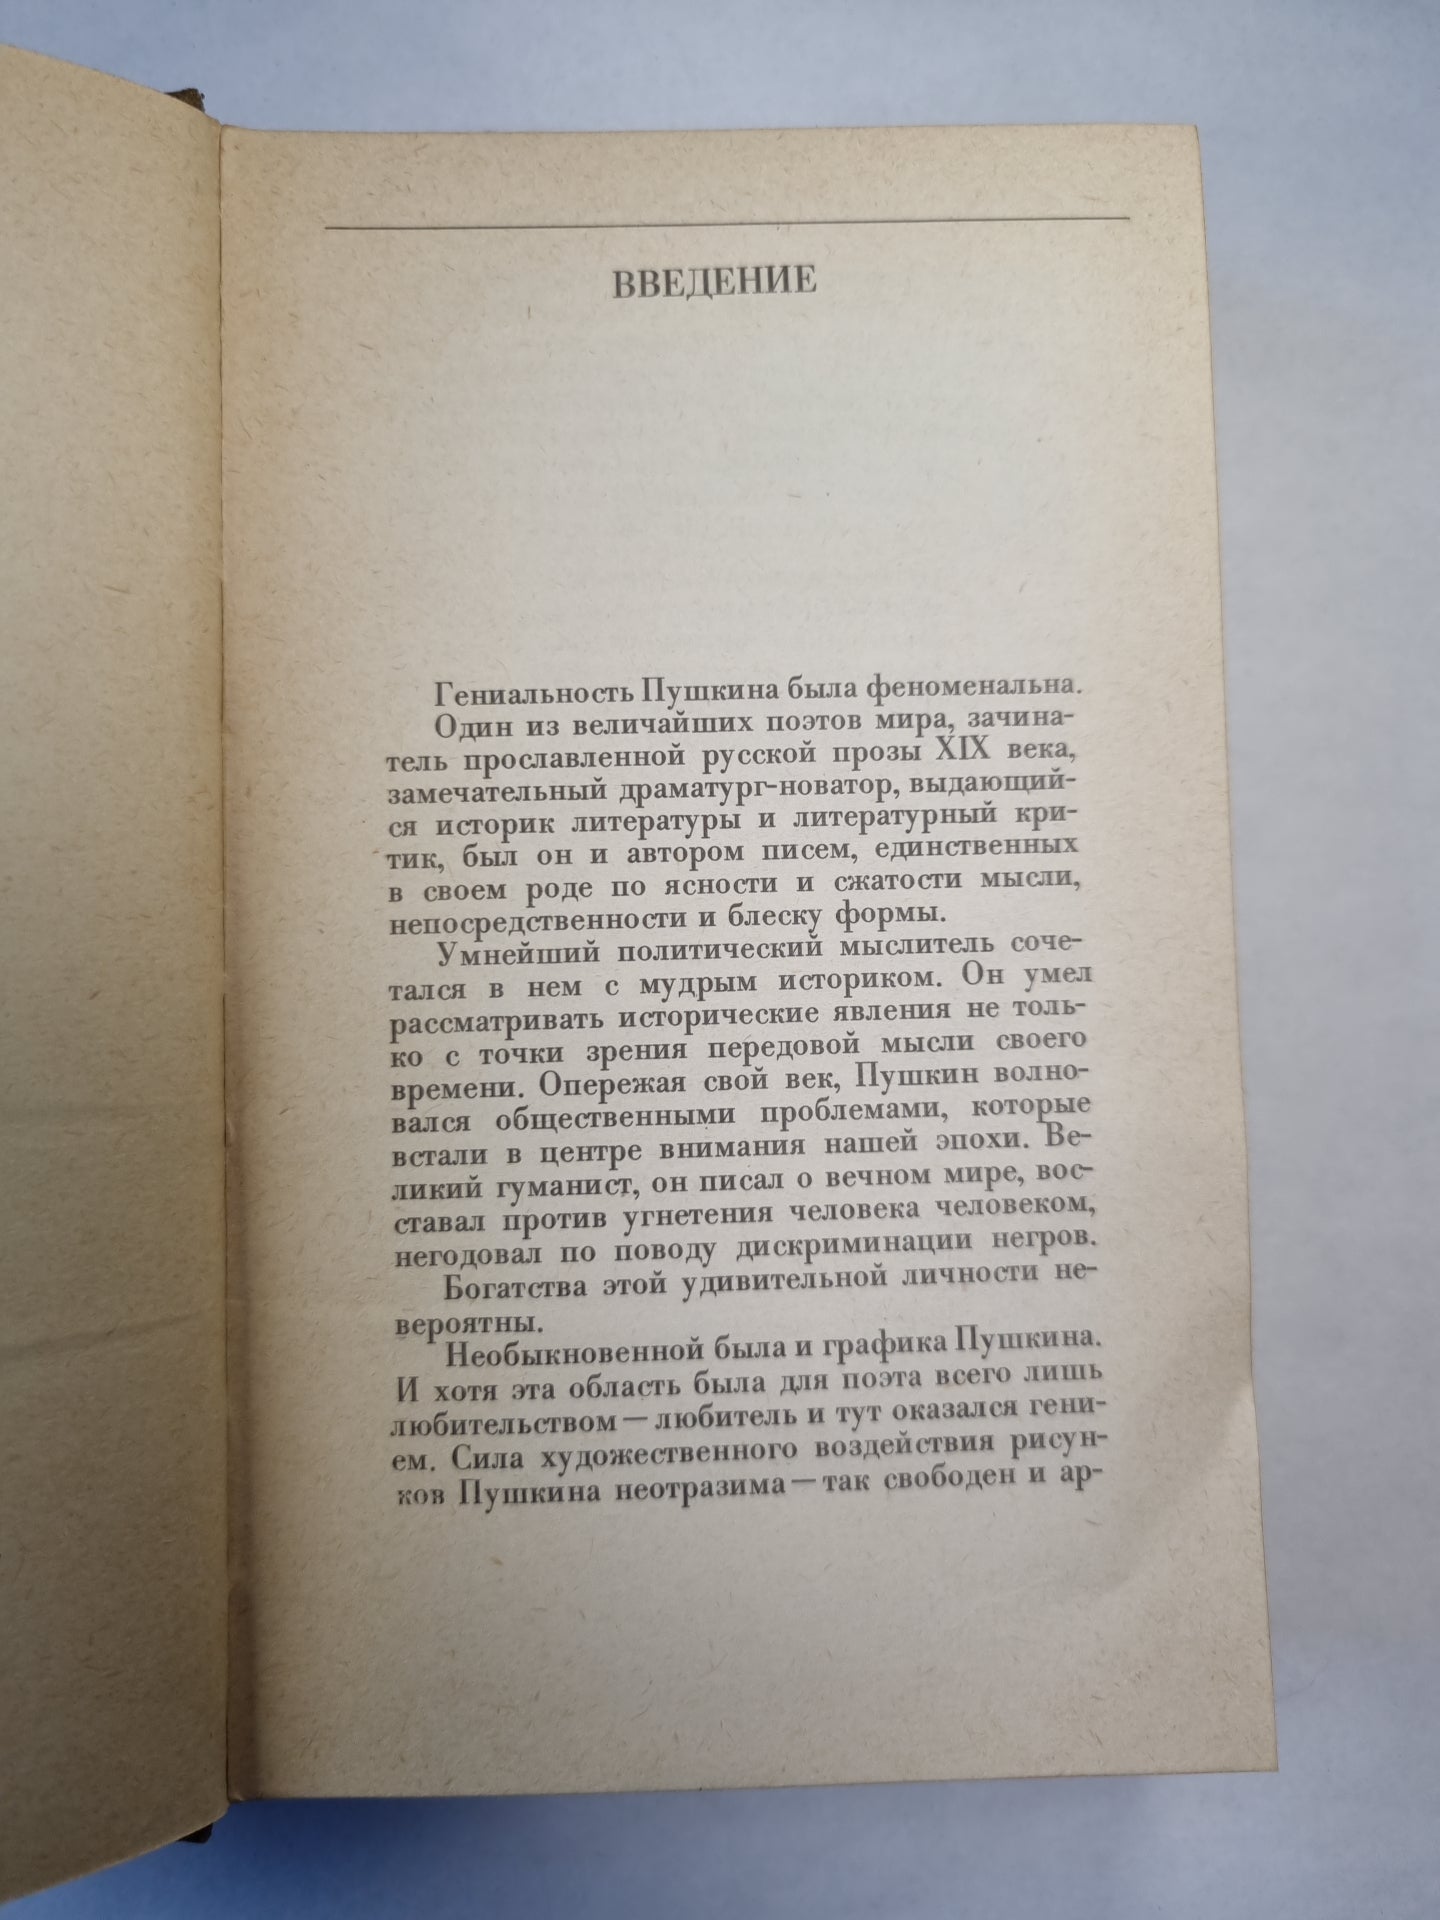 ВВЕДЕНИЕ
Гениальность Пушкина была феноменальна.
Один из величайших поэтов мира, зачина-
тель прославленной русской прозы XIX века,
замечательный драматург-новатор, выдающий-
ся историк литературы и литературный кри-
тик, был он и автором писем, единственных
в своем роде по ясности и сжатости мысли,
непосредственности и блеску формы.
Умнейший политический мыслитель соче-
тался в нем с мудрым историком. Он умел
рассматривать исторические явления не толь-
ко с точки зрения передовой мысли своего
времени. Опережая свой век, Пушкин волно-
вался общественными проблемами, которые
встали в центре внимания нашей эпохи. Ве-
ликий гуманист, он писал о вечном мире, вос-
ставал против угнетения человека человеком,
негодовал по поводу дискриминации негров.
Богатства этой удивительной личности не-
вероятны.
Необыкновенной была и графика Пушкина.
И хотя эта область была для поэта всего лишь
любительством — любитель и тут оказался гени-
ем. Сила художественного воздействия рисун-
ков Пушкина неотразима — так свободен и ар-